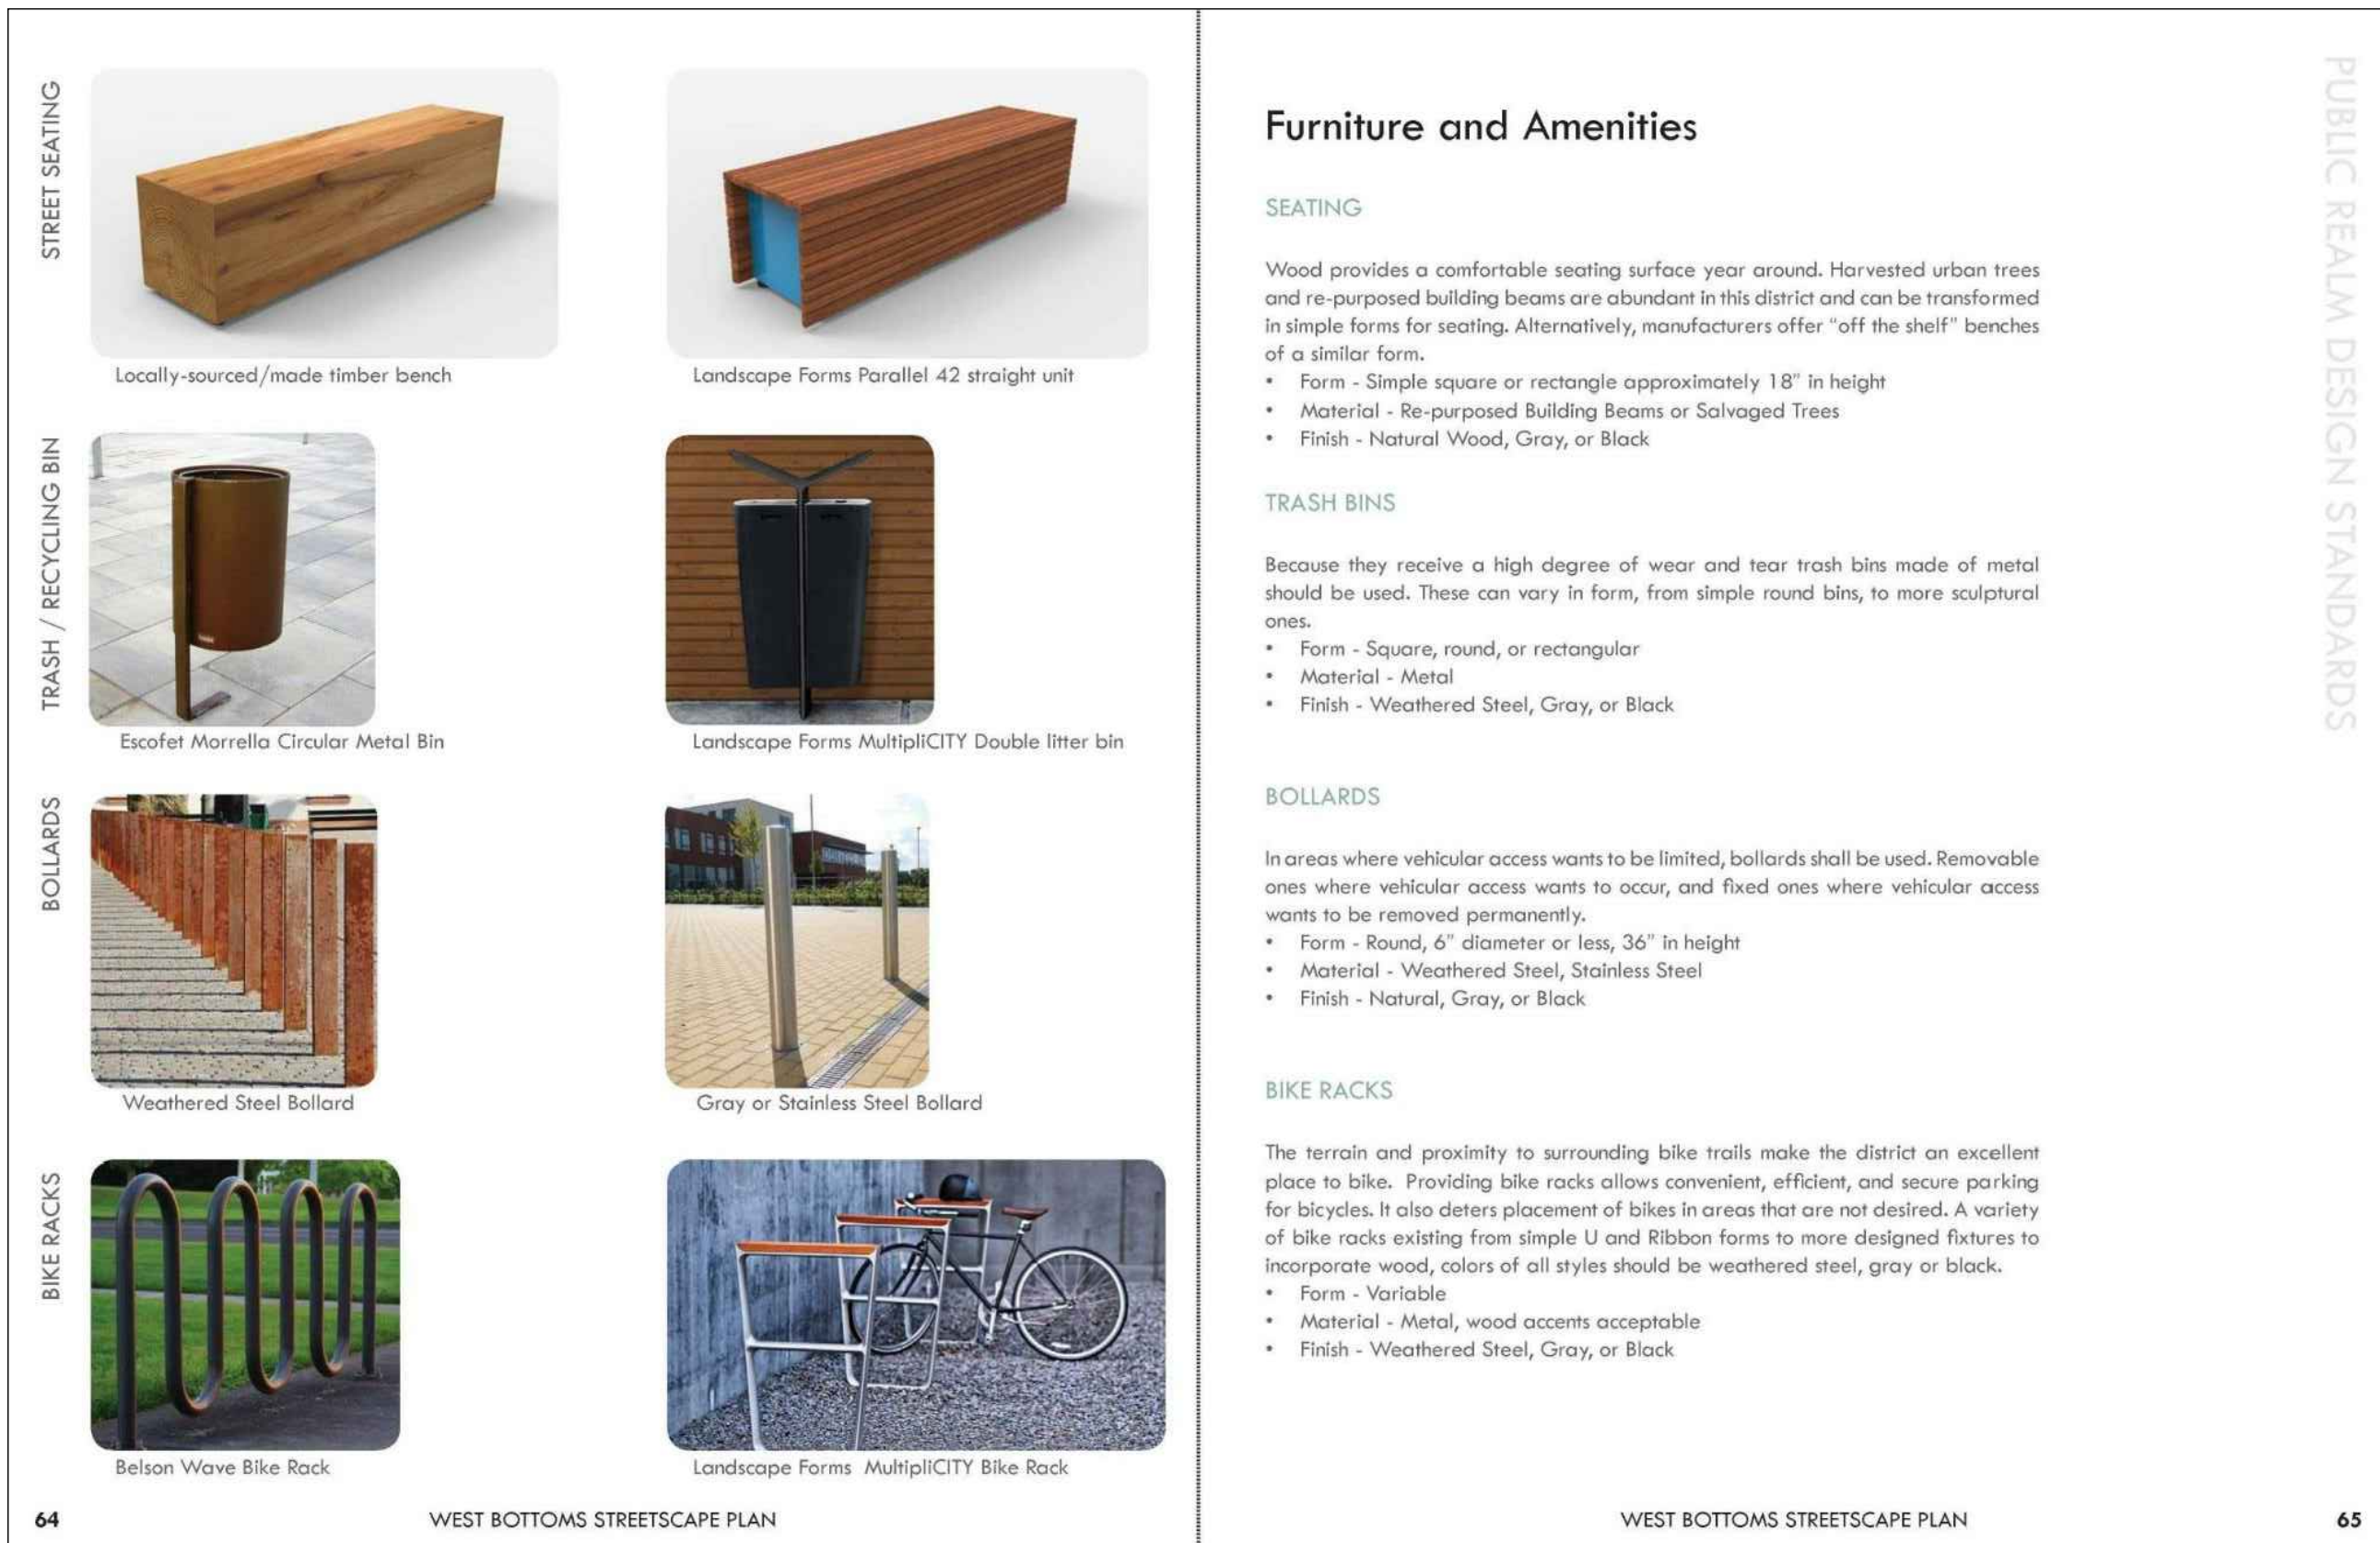 STREET SEATING
Locally-sourced/made timber bench
Landscape Forms Parallel 42 straight unit
TRASH / RECYCLING BIN
Escofet Morrella Circular Metal Bin
Landscape Forms MultipliCITY Double litter bin
BOLLARDS
Weathered Steel Bollard
Gray or Stainless Steel Bollard
BIKE RACKS
Belson Wave Bike Rack
Landscape Forms MultipliCITY Bike Rack
64
WEST BOTTOMS STREETSCAPE PLAN
Furniture and Amenities
SEATING
Wood provides a comfortable seating surface year around. Harvested urban trees
and re-purposed building beams are abundant in this district and can be transformed
in simple forms for seating. Alternatively, manufacturers offer “off the shelf” benches
of a similar form.
• Form - Simple square or rectangle approximately 18” in height
• Material - Re-purposed Building Beams or Salvaged Trees
• Finish - Natural Wood, Gray, or Black
TRASH BINS
Because they receive a high degree of wear and tear trash bins made of metal
should be used. These can vary in form, from simple round bins, to more sculptural
ones.
• Form - Square, round, or rectangular
• Material - Metal
• Finish - Weathered Steel, Gray, or Black
BOLLARDS
In areas where vehicular access wants to be limited, bollards shall be used. Removable
ones where vehicular access wants to occur, and fixed ones where vehicular access
wants to be removed permanently.
• Form - Round, 6” diameter or less, 36” in height
• Material - Weathered Steel, Stainless Steel
• Finish - Natural, Gray, or Black
BIKE RACKS
The terrain and proximity to surrounding bike trails make the district an excellent
place to bike. Providing bike racks allows convenient, efficient, and secure parking
for bicycles. It also deters placement of bikes in areas that are not desired. A variety
of bike racks existing from simple U and Ribbon forms to more designed fixtures to
incorporate wood, colors of all styles should be weathered steel, gray or black.
• Form - Variable
• Material - Metal, wood accents acceptable
• Finish - Weathered Steel, Gray, or Black
PUBLIC REALM DESIGN STANDARDS
WEST BOTTOMS STREETSCAPE PLAN
65